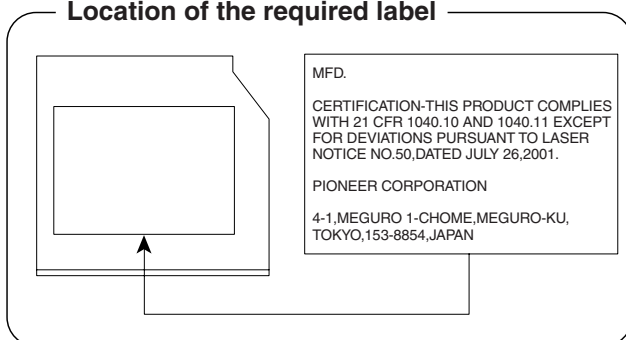 Location of the required label
MFD.
CERTIFICATION-THIS PRODUCT COMPLIES
WITH 21 CFR 1040.10 AND 1040.11 EXCEPT
FOR DEVIATIONS PURSUANT TO LASER
NOTICE NO.50,DATED JULY 26,2001.
PIONEER CORPORATION
4-1,MEGURO 1-CHOME,MEGURO-KU,
TOKYO,153-8854,JAPAN